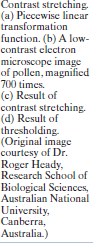 Contrast stretching.
(a) Piecewise linear
transformation
function. (b) A low-
contrast electron
microscope image
of pollen, magnified
700 times.
(c) Result of
contrast stretching.
(d) Result of
thresholding.
(Original image
courtesy of Dr.
Roger Heady,
Research School of
Biological Sciences,
Australian National
University,
Canberra,
Australia.)